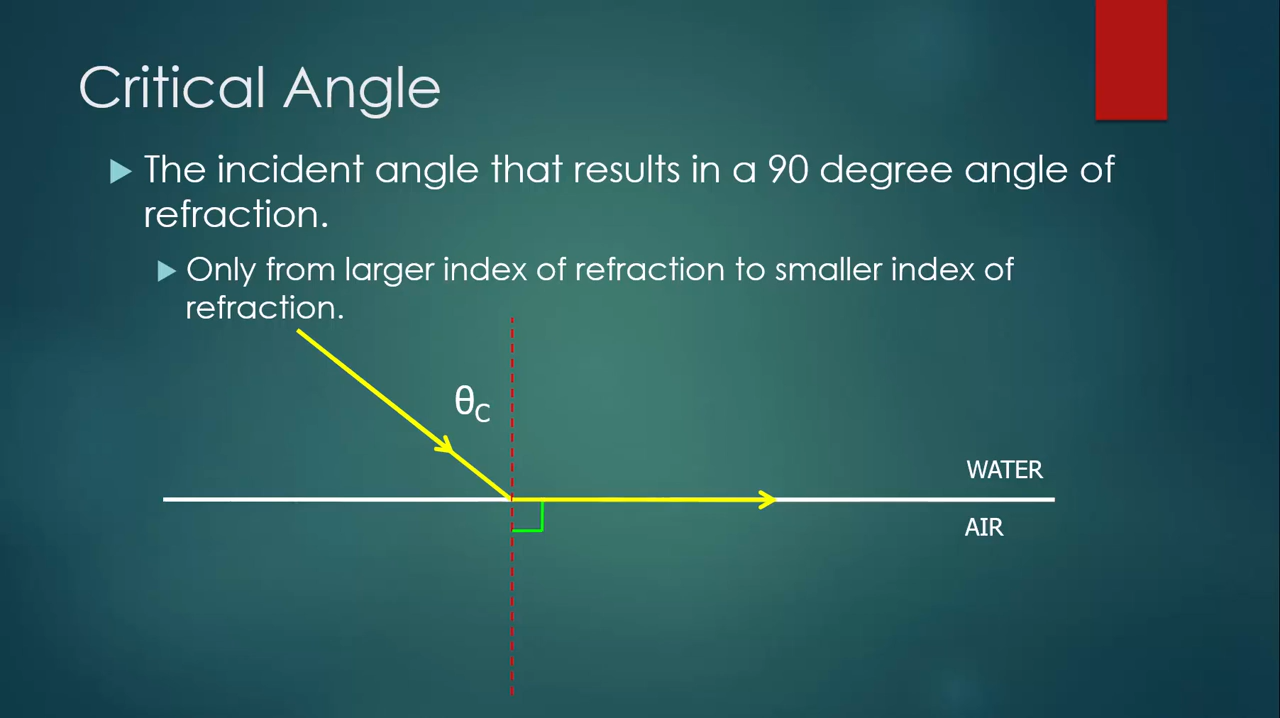 Critical Angle
The incident angle that results in a 90 degree angle of
refraction.
Only from larger index of refraction to smaller index of
refraction.
θC
WATER
AIR